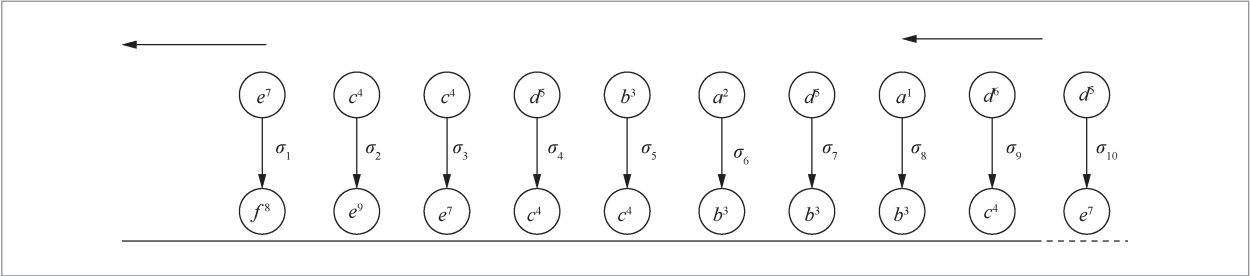 e⁷ c⁴ c⁴ d⁵ b³ a² d⁵ a¹ d⁶ d⁵
σ₁ σ₂ σ₃ σ₄ σ₅ σ₆ σ₇ σ₈ σ₉ σ₁₀
f⁸ e⁹ e⁷ c⁴ c⁴ b³ b³ b³ c⁴ e⁷